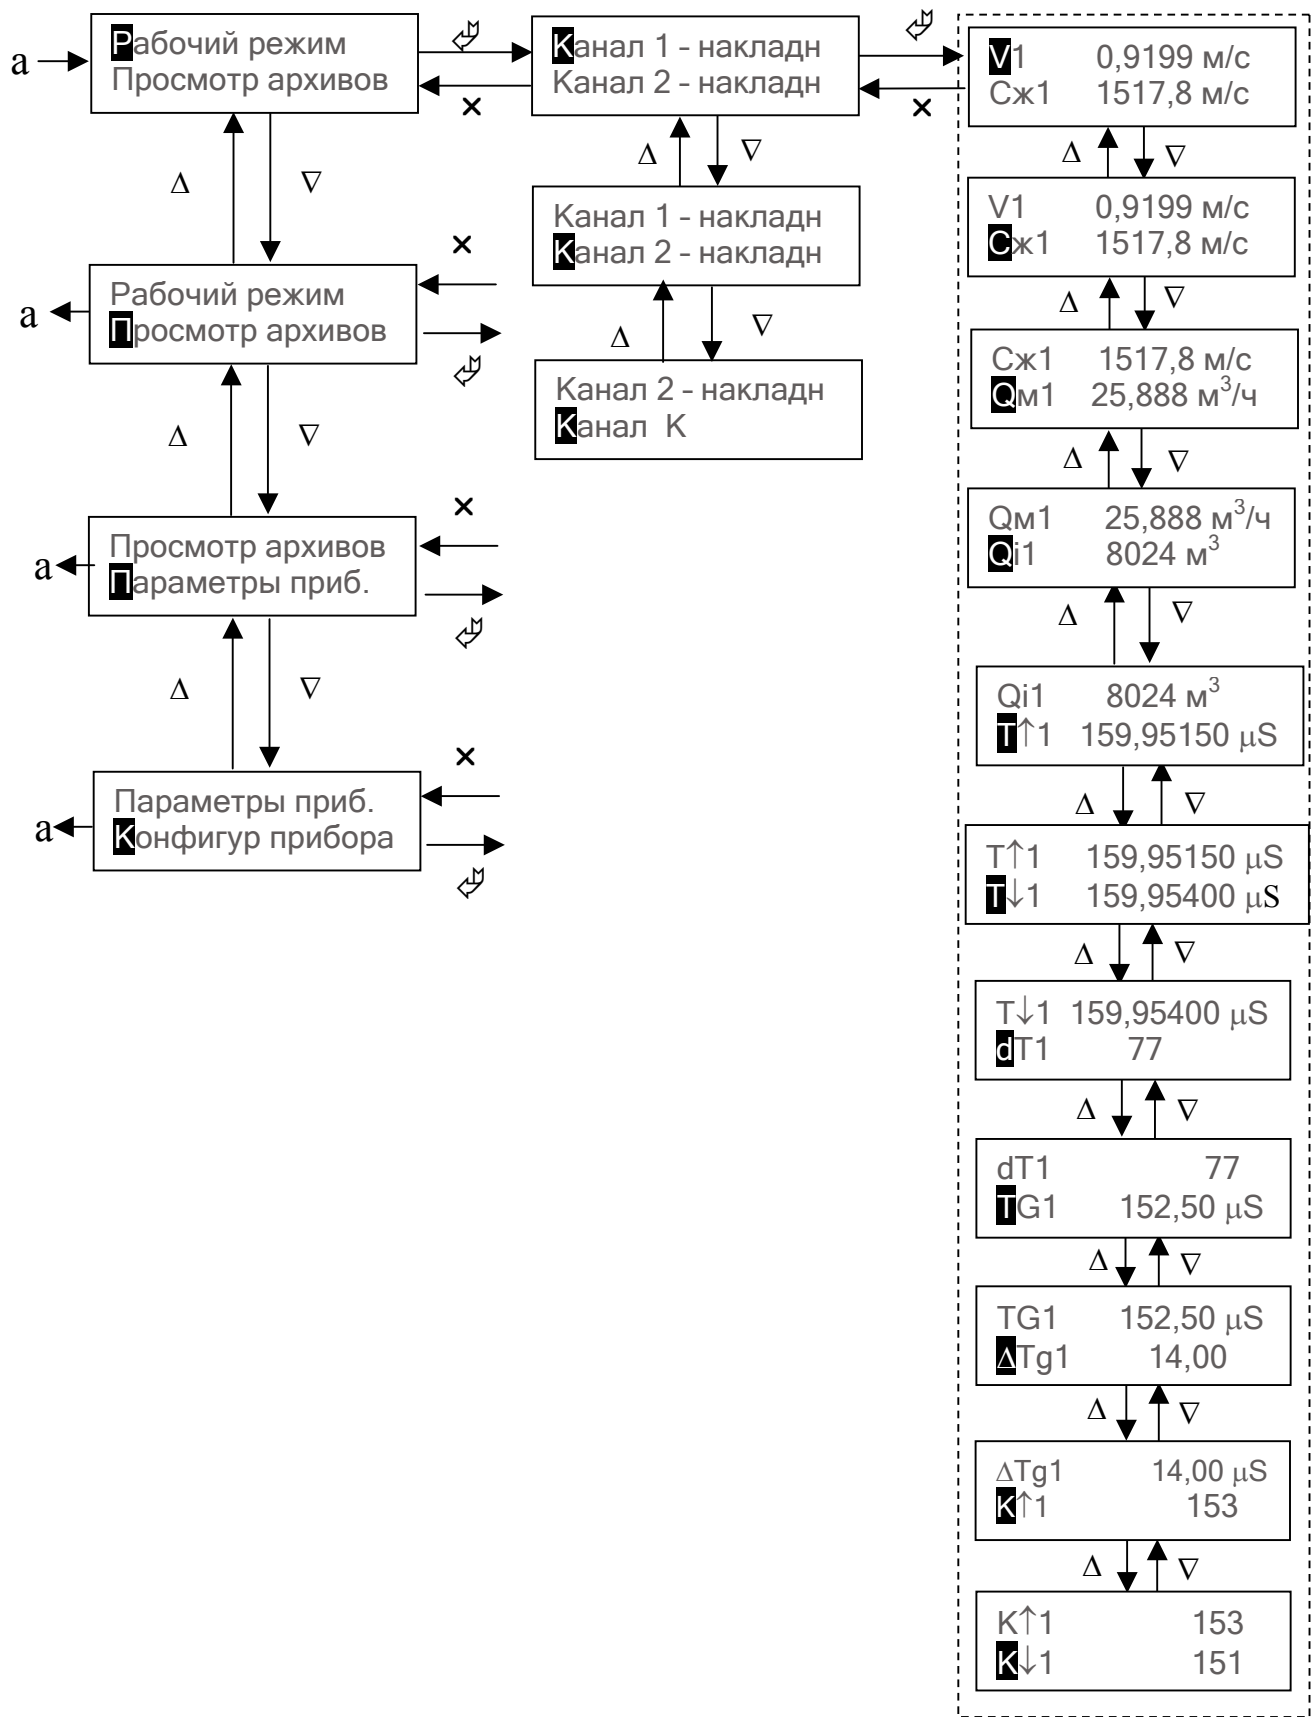 а
Рабочий режим
Просмотр архивов
×
Δ
∇
а
Рабочий режим
Просмотр архивов
×
Δ
∇
а
Просмотр архивов
Параметры приб.
×
Δ
∇
а
Параметры приб.
Конфигур прибора
×
Канал 1 - накладн
Канал 2 - накладн
×
Δ
∇
Канал 1 - накладн
Канал 2 - накладн
Δ
∇
Канал 2 - накладн
Канал К
V1 0,9199 м/с
Сж1 1517,8 м/с
Δ
∇
V1 0,9199 м/с
Сж1 1517,8 м/с
Δ
∇
Сж1 1517,8 м/с
Qм1 25,888 м³/ч
Δ
∇
Qм1 25,888 м³/ч
Qi1 8024 м³
Δ
∇
Qi1 8024 м³
T↑1 159,95150 μS
Δ
∇
T↑1 159,95150 μS
T↓1 159,95400 μS
Δ
∇
T↓1 159,95400 μS
dT1 77
Δ
∇
dT1 77
TG1 152,50 μS
Δ
∇
TG1 152,50 μS
ΔTg1 14,00
Δ
∇
ΔTg1 14,00 μS
K↑1 153
Δ
∇
K↑1 153
K↓1 151